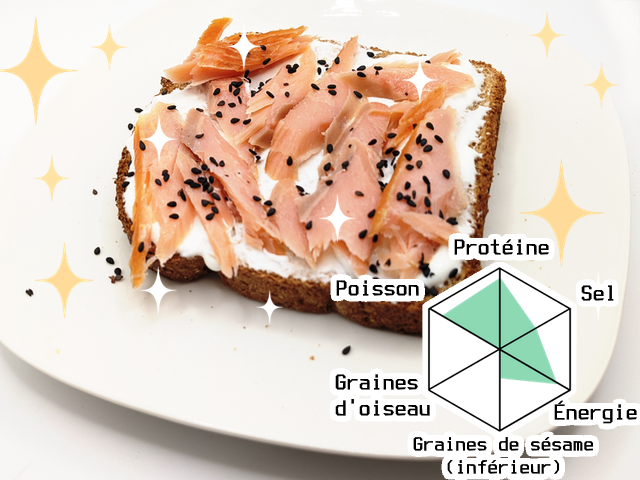 Protéine
Poisson
Sel
Graines
d'oiseau
Énergie
Graines de sésame
(inférieur)